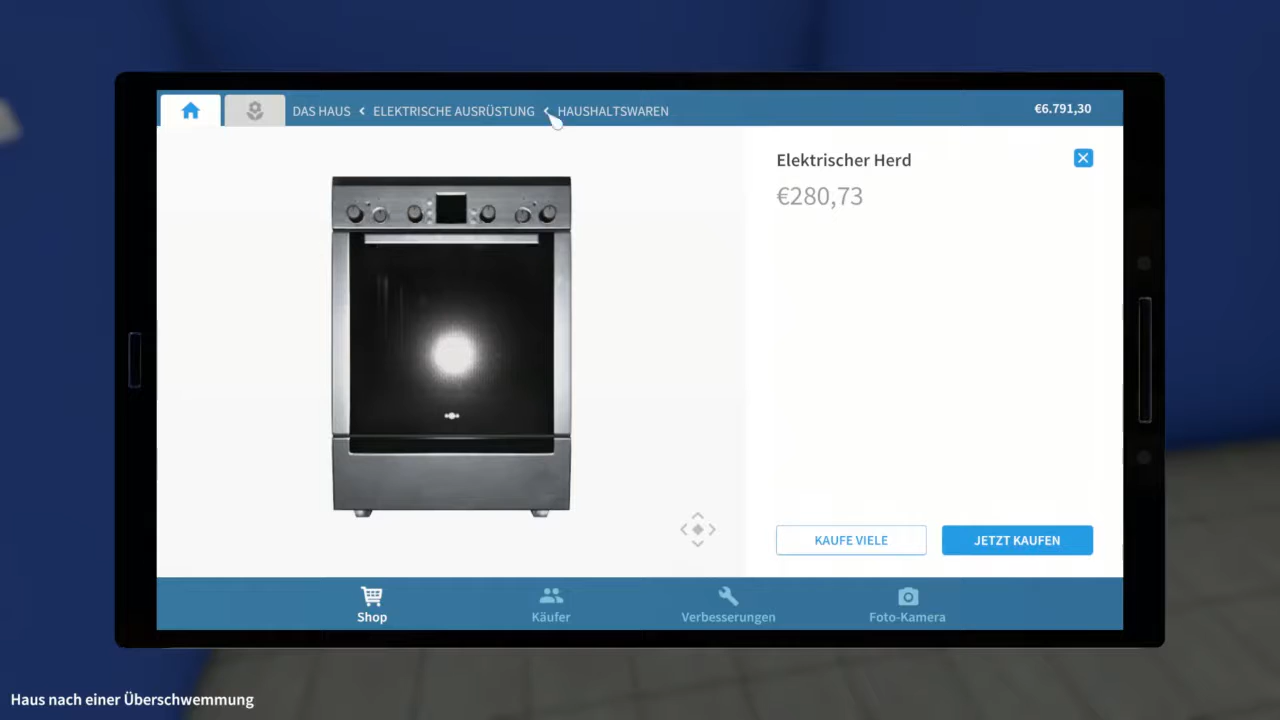 DAS HAUS < ELEKTRISCHE AUSRÜSTUNG < HAUSHALTSWAREN
€6.791,30
Elektrischer Herd
€280,73
KAUFE VIELE
JETZT KAUFEN
Shop
Käufer
Verbesserungen
Foto-Kamera
Haus nach einer Überschwemmung